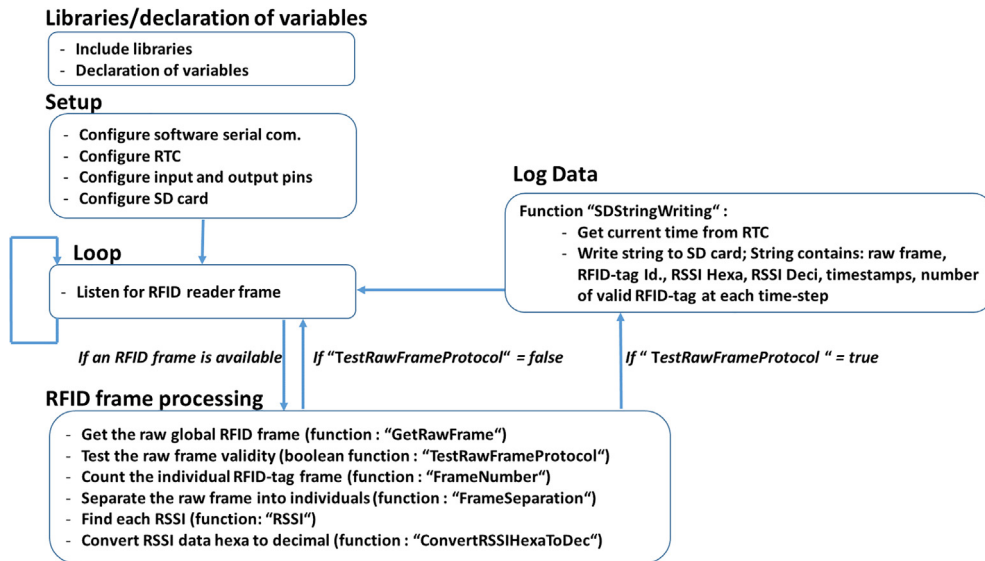 Libraries/declaration of variables
- Include libraries
- Declaration of variables
Setup
- Configure software serial com.
- Configure RTC
- Configure input and output pins
- Configure SD card
Log Data
Function “SDStringWriting“ :
- Get current time from RTC
- Write string to SD card; String contains: raw frame,
RFID-tag Id., RSSI Hexa, RSSI Deci, timestamps, number
of valid RFID-tag at each time-step
Loop
- Listen for RFID reader frame
If an RFID frame is available
If “TestRawFrameProtocol“ = false
If “ TestRawFrameProtocol “ = true
RFID frame processing
- Get the raw global RFID frame (function : “GetRawFrame“)
- Test the raw frame validity (boolean function : “TestRawFrameProtocol“)
- Count the individual RFID-tag frame (function : “FrameNumber“)
- Separate the raw frame into individuals (function : “FrameSeparation“)
- Find each RSSI (function: “RSSI“)
- Convert RSSI data hexa to decimal (function : “ConvertRSSIHexaToDec“)